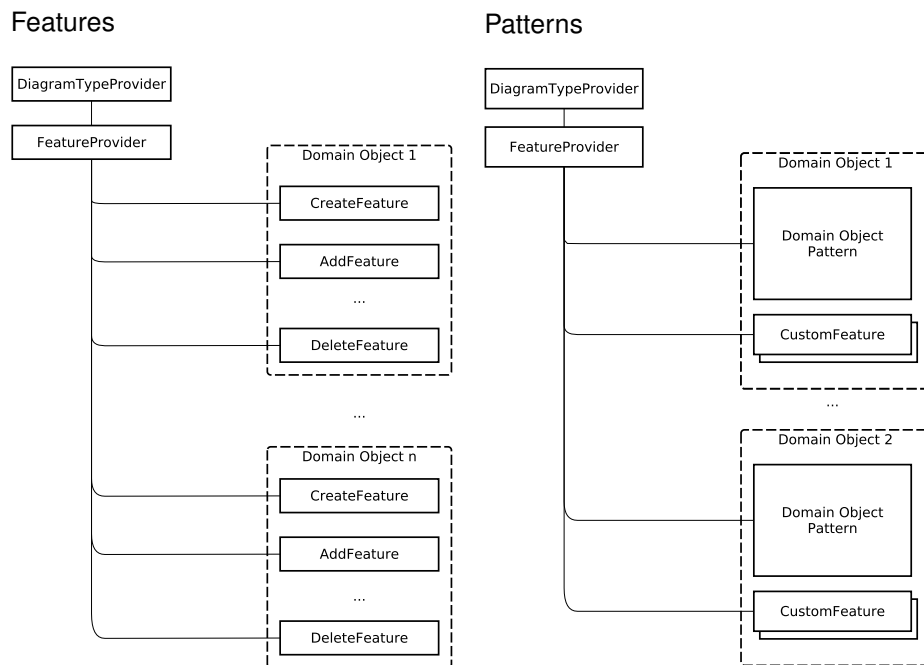 Features
DiagramTypeProvider
FeatureProvider
Domain Object 1
CreateFeature
AddFeature
...
DeleteFeature
...
Domain Object n
CreateFeature
AddFeature
...
DeleteFeature
Patterns
DiagramTypeProvider
FeatureProvider
Domain Object 1
Domain Object
Pattern
CustomFeature
...
Domain Object 2
Domain Object
Pattern
CustomFeature